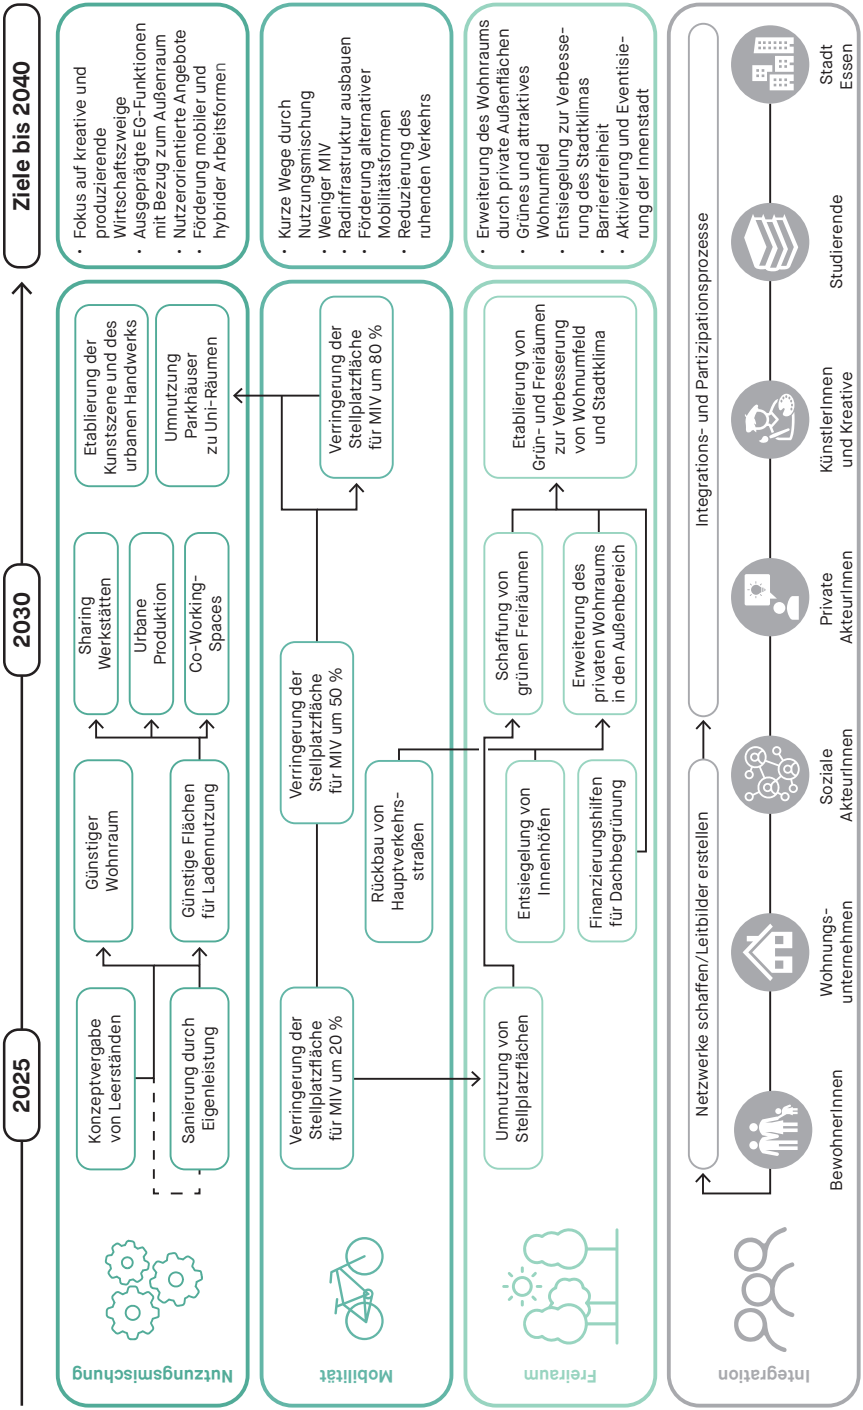 2025
2030
Ziele bis 2040
Nutzungsmischung
Konzeptvergabe
von Leerständen
Sanierung durch
Eigenleistung
Günstiger
Wohnraum
Günstige Flächen
für Ladennutzung
Sharing
Werkstätten
Urbane
Produktion
Co-Working-
Spaces
Etablierung der
Kunstszene und des
urbanen Handwerks
Umnutzung
Parkhäuser
zu Uni-Räumen
· Fokus auf kreative und
produzierende
Wirtschaftszweige
· Ausgeprägte EG-Funktionen
mit Bezug zum Außenraum
· Nutzerorientierte Angebote
· Förderung mobiler und
hybrider Arbeitsformen
Mobilität
Verringerung der
Stellplatzfläche
für MIV um 20 %
Rückbau von
Hauptverkehrs-
straßen
Verringerung der
Stellplatzfläche
für MIV um 50 %
Verringerung der
Stellplatzfläche
für MIV um 80 %
· Kurze Wege durch
Nutzungsmischung
· Weniger MIV
· Radinfrastruktur ausbauen
· Förderung alternativer
Mobilitätsformen
· Reduzierung des
ruhenden Verkehrs
Freiraum
Umnutzung von
Stellplatzflächen
Entsiegelung von
Innenhöfen
Finanzierungshilfen
für Dachbegrünung
Schaffung von
grünen Freiräumen
Erweiterung des
privaten Wohnraums
in den Außenbereich
Etablierung von
Grün- und Freiräumen
zur Verbesserung
von Wohnumfeld
und Stadtklima
· Erweiterung des Wohnraums
durch private Außenflächen
· Grünes und attraktives
Wohnumfeld
· Entsiegelung zur Verbesse-
rung des Stadtklimas
· Barrierefreiheit
· Aktivierung und Eventisie-
rung der Innenstadt
Integration
Netzwerke schaffen/Leitbilder erstellen
Integrations- und Partizipationsprozesse
BewohnerInnen
Wohnungs-
unternehmen
Soziale
AkteurInnen
Private
AkteurInnen
KünstlerInnen
und Kreative
Studierende
Stadt
Essen